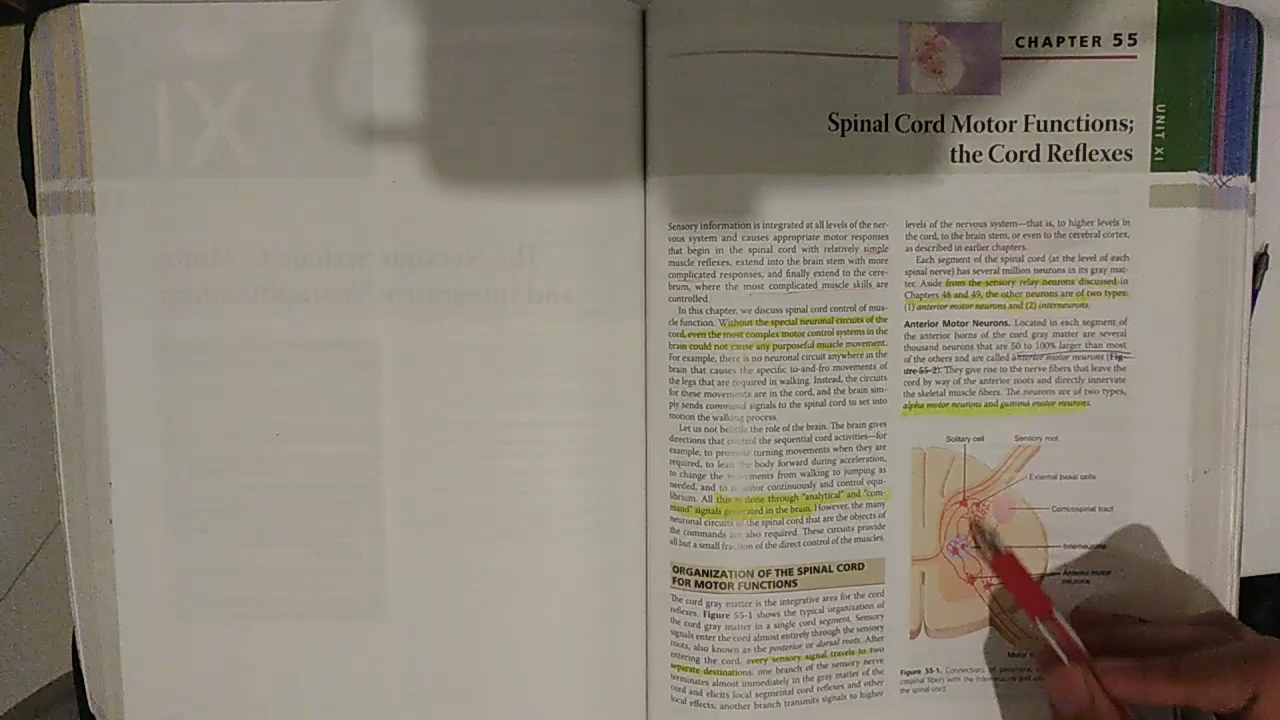 CHAPTER 55
UNIT XI
Spinal Cord Motor Functions;
the Cord Reflexes
Sensory information is integrated at all levels of the ner-
vous system and causes appropriate motor responses
that begin in the spinal cord with relatively simple
muscle reflexes, extend into the brain stem with more
complicated responses, and finally extend to the cere-
brum, where the most complicated muscle skills are
controlled.
In this chapter, we discuss spinal cord control of mus-
cle function. Without the special neuronal circuits of the
cord, even the most complex motor control systems in the
brain could not cause any purposeful muscle movement.
For example, there is no neuronal circuit anywhere in the
brain that causes the specific to-and-fro movements of
the legs that are required in walking. Instead, the circuits
for these movements are in the cord, and the brain sim-
ply sends command signals to the spinal cord to set into
motion the walking process.
Let us not belittle the role of the brain. The brain gives
directions that control the sequential cord activities—for
example, to promote turning movements when they are
required, to lean the body forward during acceleration,
to change the movements from walking to jumping as
needed, and to monitor continuously and control equi-
librium. All this is done through "analytical" and "com-
mand" signals generated in the brain. However, the many
neuronal circuits of the spinal cord that are the objects of
the commands are also required. These circuits provide
all but a small fraction of the direct control of the muscles.
ORGANIZATION OF THE SPINAL CORD
FOR MOTOR FUNCTIONS
The cord gray matter is the integrative area for the cord
reflexes. Figure 55-1 shows the typical organization of
the cord gray matter in a single cord segment. Sensory
signals enter the cord almost entirely through the sensory
roots, also known as the posterior or dorsal roots. After
entering the cord, every sensory signal travels to two
separate destinations: one branch of the sensory nerve
terminates almost immediately in the gray matter of the
cord and elicits local segmental cord reflexes and other
local effects; another branch transmits signals to higher
levels of the nervous system—that is, to higher levels in
the cord, to the brain stem, or even to the cerebral cortex,
as described in earlier chapters.
Each segment of the spinal cord (at the level of each
spinal nerve) has several million neurons in its gray mat-
ter. Aside from the sensory relay neurons discussed in
Chapters 48 and 49, the other neurons are of two types:
(1) anterior motor neurons and (2) interneurons.
Anterior Motor Neurons. Located in each segment of
the anterior horns of the cord gray matter are several
thousand neurons that are 50 to 100% larger than most
of the others and are called anterior motor neurons (Fig-
ure 55-2). They give rise to the nerve fibers that leave the
cord by way of the anterior roots and directly innervate
the skeletal muscle fibers. The neurons are of two types,
alpha motor neurons and gamma motor neurons.
Solitary cell
Sensory root
External basal cells
Corticospinal tract
Interneurons
Anterior motor
neurons
Motor
Figure 55-1. Connections of peripheral
corticospinal fibers with the interneurons and
the spinal cord.